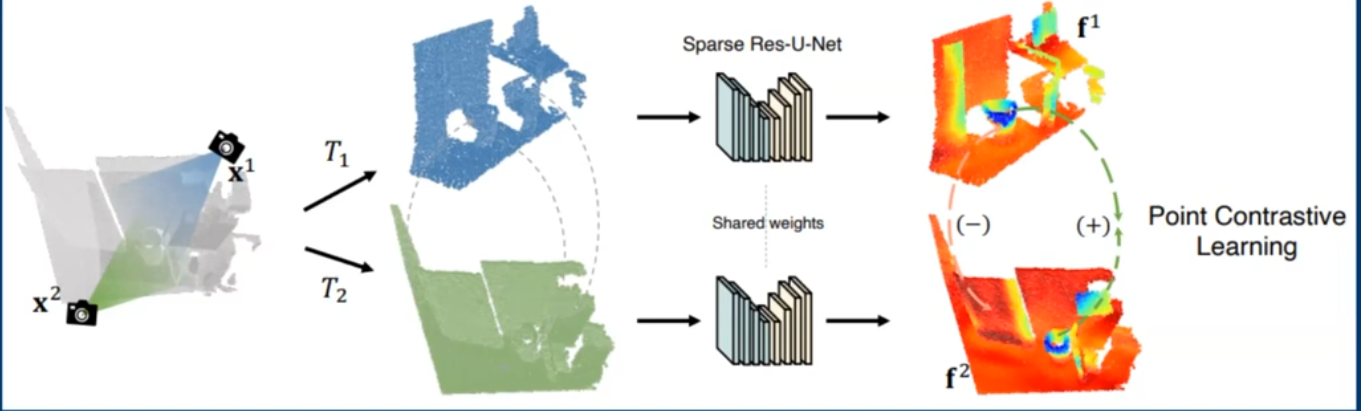 x¹
x²
T₁
T₂
Sparse Res-U-Net
Shared weights
f¹
(−)
(+)
f²
Point Contrastive
Learning